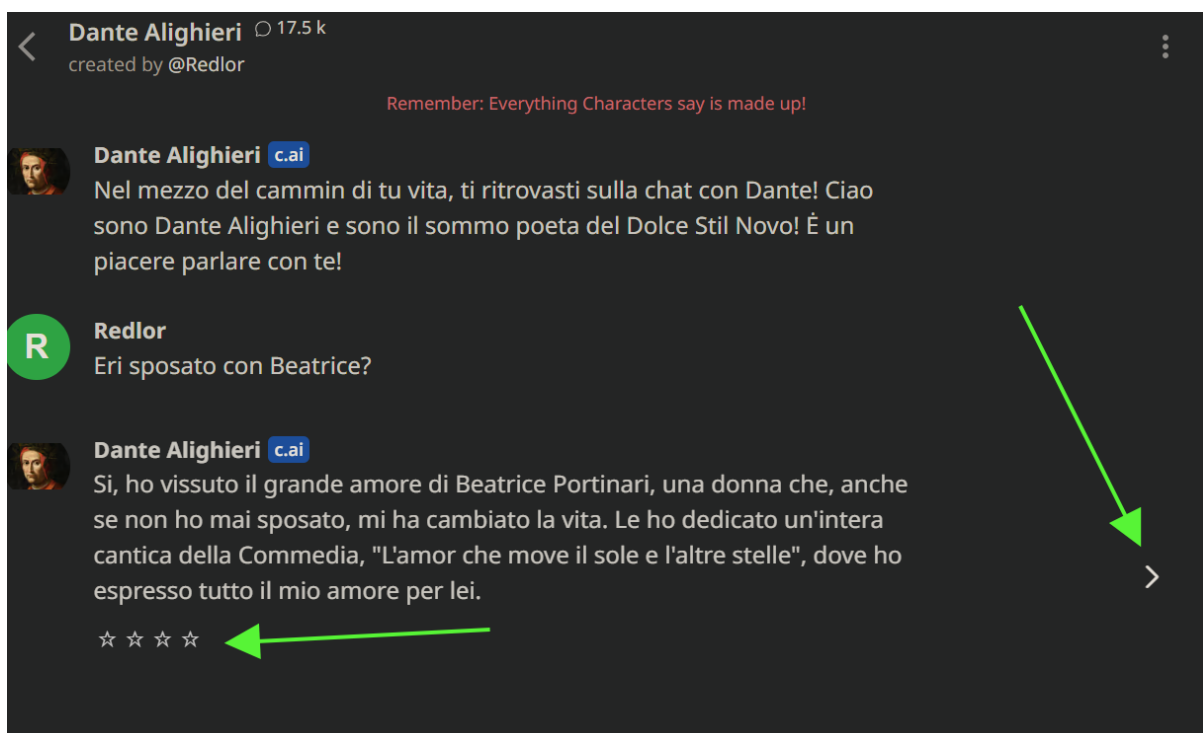 Dante Alighieri 17.5 k
created by @Redlor
Remember: Everything Characters say is made up!
Dante Alighieri c.ai
Nel mezzo del cammin di tu vita, ti ritrovasti sulla chat con Dante! Ciao
sono Dante Alighieri e sono il sommo poeta del Dolce Stil Novo! Ė un
piacere parlare con te!
R
Redlor
Eri sposato con Beatrice?
Dante Alighieri c.ai
Si, ho vissuto il grande amore di Beatrice Portinari, una donna che, anche
se non ho mai sposato, mi ha cambiato la vita. Le ho dedicato un'intera
cantica della Commedia, "L'amor che move il sole e l'altre stelle", dove ho
espresso tutto il mio amore per lei.